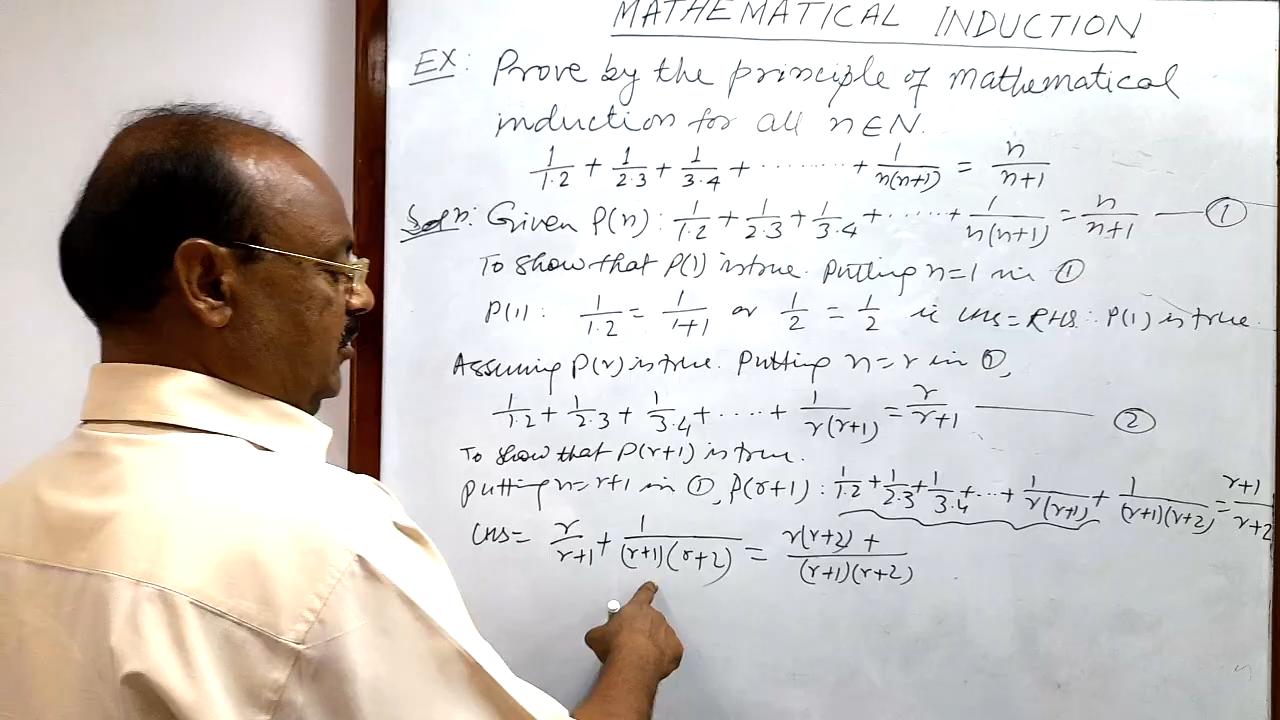 MATHEMATICAL INDUCTION
EX: Prove by the principle of mathematical
induction for all n∈N.
1/1.2 + 1/2.3 + 1/3.4 + ......... + 1/n(n+1) = n/n+1
Soln: Given P(n): 1/1.2 + 1/2.3 + 1/3.4 + ...... + 1/n(n+1) = n/n+1 — ①
To show that P(1) is true. Putting n=1 in ①
P(1): 1/1.2 = 1/1+1 or 1/2 = 1/2 ie LHS = RHS ∴ P(1) is true.
Assuming P(r) is true. Putting n=r in ①,
1/1.2 + 1/2.3 + 1/3.4 + .... + 1/r(r+1) = r/r+1 — ②
To show that P(r+1) is true.
Putting n=r+1 in ①, P(r+1): 1/1.2 + 1/2.3 + 1/3.4 + ... + 1/r(r+1) + 1/(r+1)(r+2) = r+1/r+2
LHS = r/r+1 + 1/(r+1)(r+2) = r(r+2) + /(r+1)(r+2)